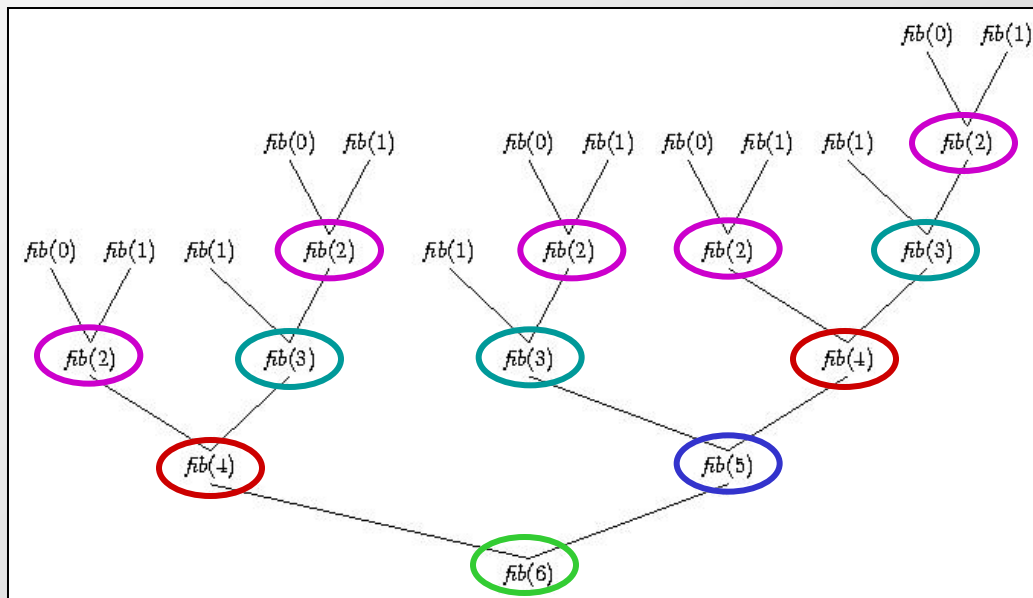 fib(0) fib(1)
fib(0) fib(1) fib(0) fib(1) fib(0) fib(1) fib(1) fib(2)
fib(0) fib(1) fib(1) fib(2) fib(1) fib(2) fib(2) fib(3)
fib(2) fib(3) fib(3) fib(4)
fib(4) fib(5)
fib(6)